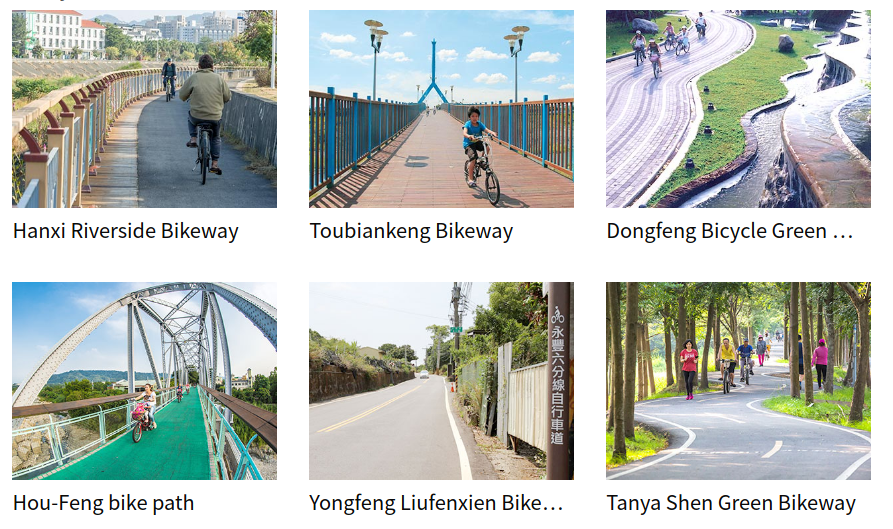 Hanxi Riverside Bikeway
Toubiankeng Bikeway
Dongfeng Bicycle Green ...
Hou-Feng bike path
永豐六分線自行車道
Yongfeng Liufenxien Bike...
Tanya Shen Green Bikeway